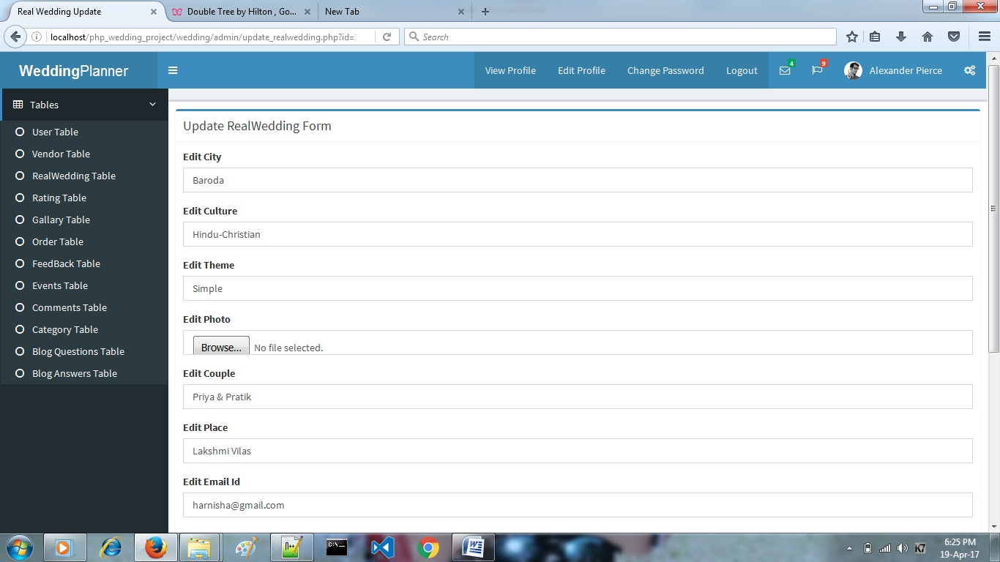 Real Wedding Update
Double Tree by Hilton , Go...
New Tab
localhost/php_wedding_project/wedding/admin/update_realwedding.php?id=
Search
WeddingPlanner
View Profile
Edit Profile
Change Password
Logout
4
9
Alexander Pierce
Tables
User Table
Vendor Table
RealWedding Table
Rating Table
Gallary Table
Order Table
FeedBack Table
Events Table
Comments Table
Category Table
Blog Questions Table
Blog Answers Table
Update RealWedding Form
Edit City
Baroda
Edit Culture
Hindu-Christian
Edit Theme
Simple
Edit Photo
Browse... No file selected.
Edit Couple
Priya & Pratik
Edit Place
Lakshmi Vilas
Edit Email Id
harnisha@gmail.com
6:25 PM
19-Apr-17